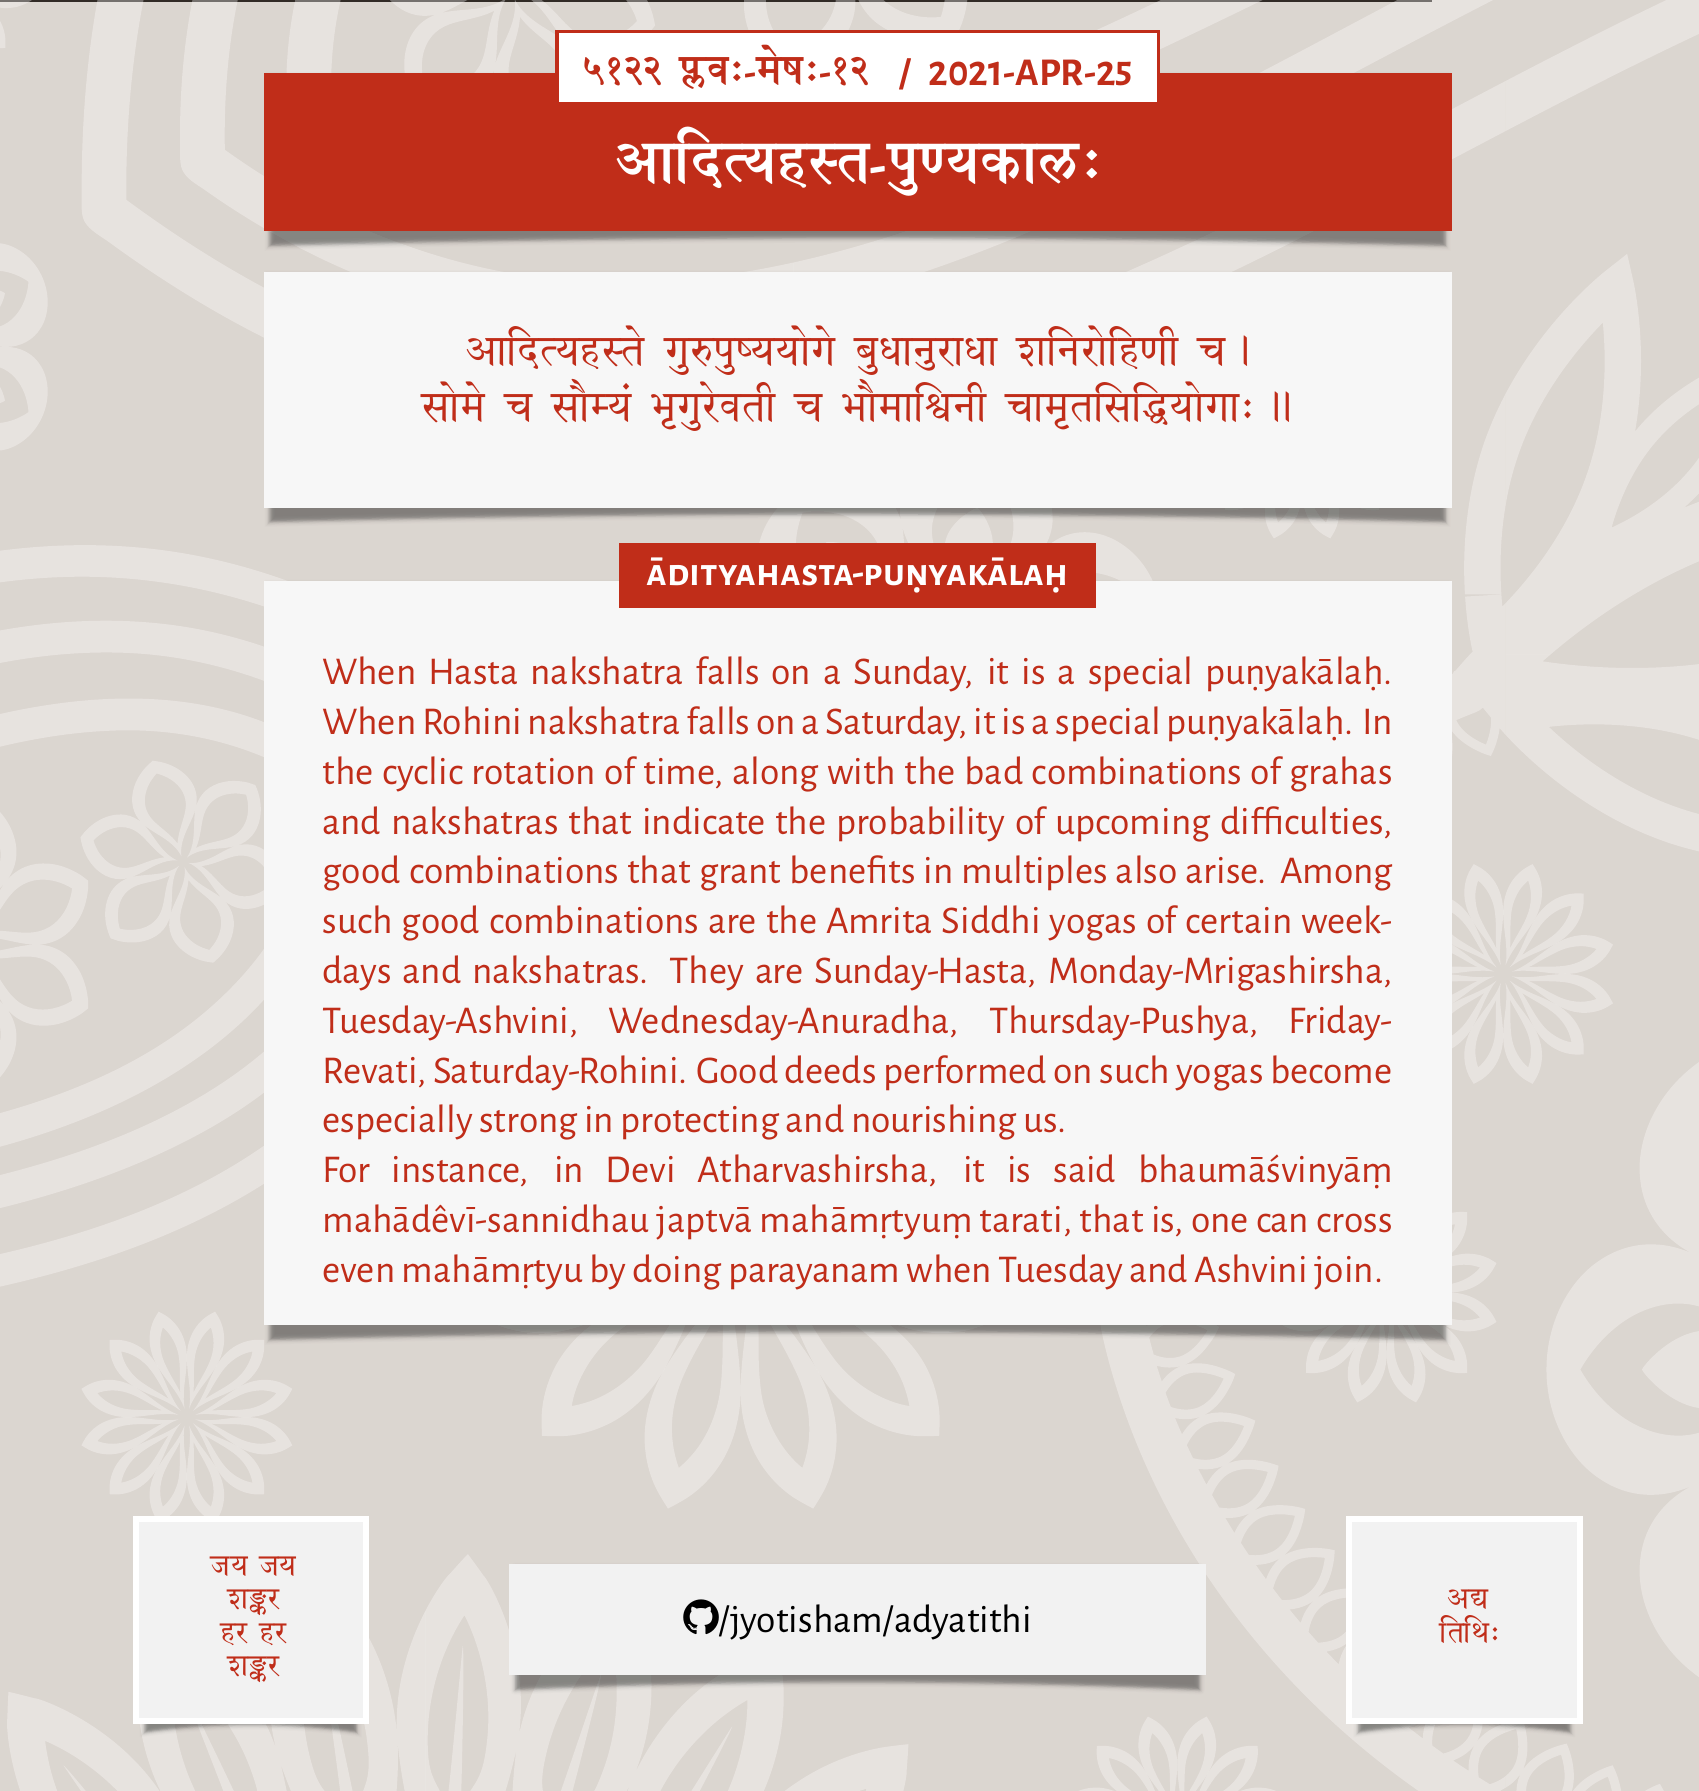 ५१२२ प्लवः-मेषः-१२ / 2021-APR-25
आदित्यहस्त-पुण्यकालः
आदित्यहस्ते गुरुपुष्ययोगे बुधानुराधा शनिरोहिणी च।
सोमे च सौम्यं भृगुरेवती च भौमाश्विनी चामृतसिद्धियोगाः ॥
ĀDITYAHASTA-PUṆYAKĀLAḤ
When Hasta nakshatra falls on a Sunday, it is a special puṇyakālaḥ.
When Rohini nakshatra falls on a Saturday, it is a special puṇyakālaḥ. In
the cyclic rotation of time, along with the bad combinations of grahas
and nakshatras that indicate the probability of upcoming difficulties,
good combinations that grant benefits in multiples also arise. Among
such good combinations are the Amrita Siddhi yogas of certain week-
days and nakshatras. They are Sunday-Hasta, Monday-Mrigashirsha,
Tuesday-Ashvini, Wednesday-Anuradha, Thursday-Pushya, Friday-
Revati, Saturday-Rohini. Good deeds performed on such yogas become
especially strong in protecting and nourishing us.
For instance, in Devi Atharvashirsha, it is said bhaumāśvinyāṃ
mahādêvī-sannidhau japtvā mahāmṛtyuṃ tarati, that is, one can cross
even mahāmṛtyu by doing parayanam when Tuesday and Ashvini join.
जय जय
शङ्कर
हर हर
शङ्कर
/jyotisham/adyatithi
अद्य
तिथिः